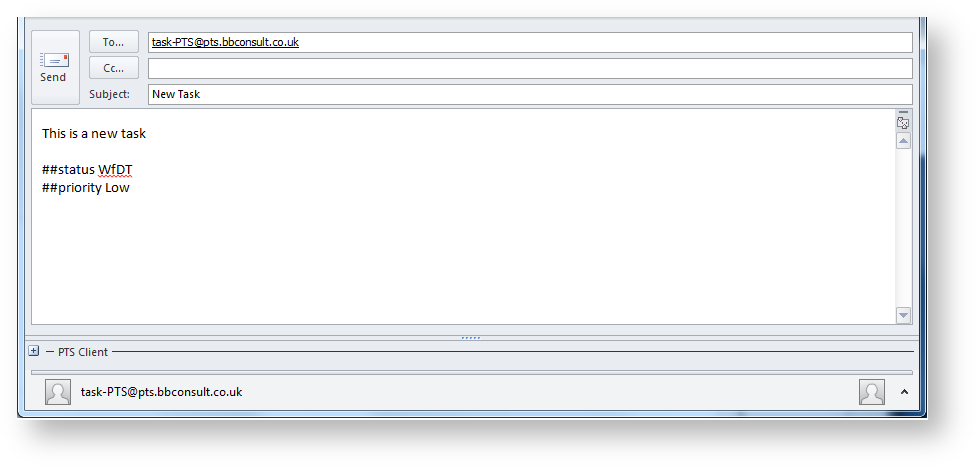 To... task-PTS@pts.bbconsult.co.uk
Send
Cc...
Subject: New Task
This is a new task
##status WfDT
##priority Low
PTS Client
task-PTS@pts.bbconsult.co.uk